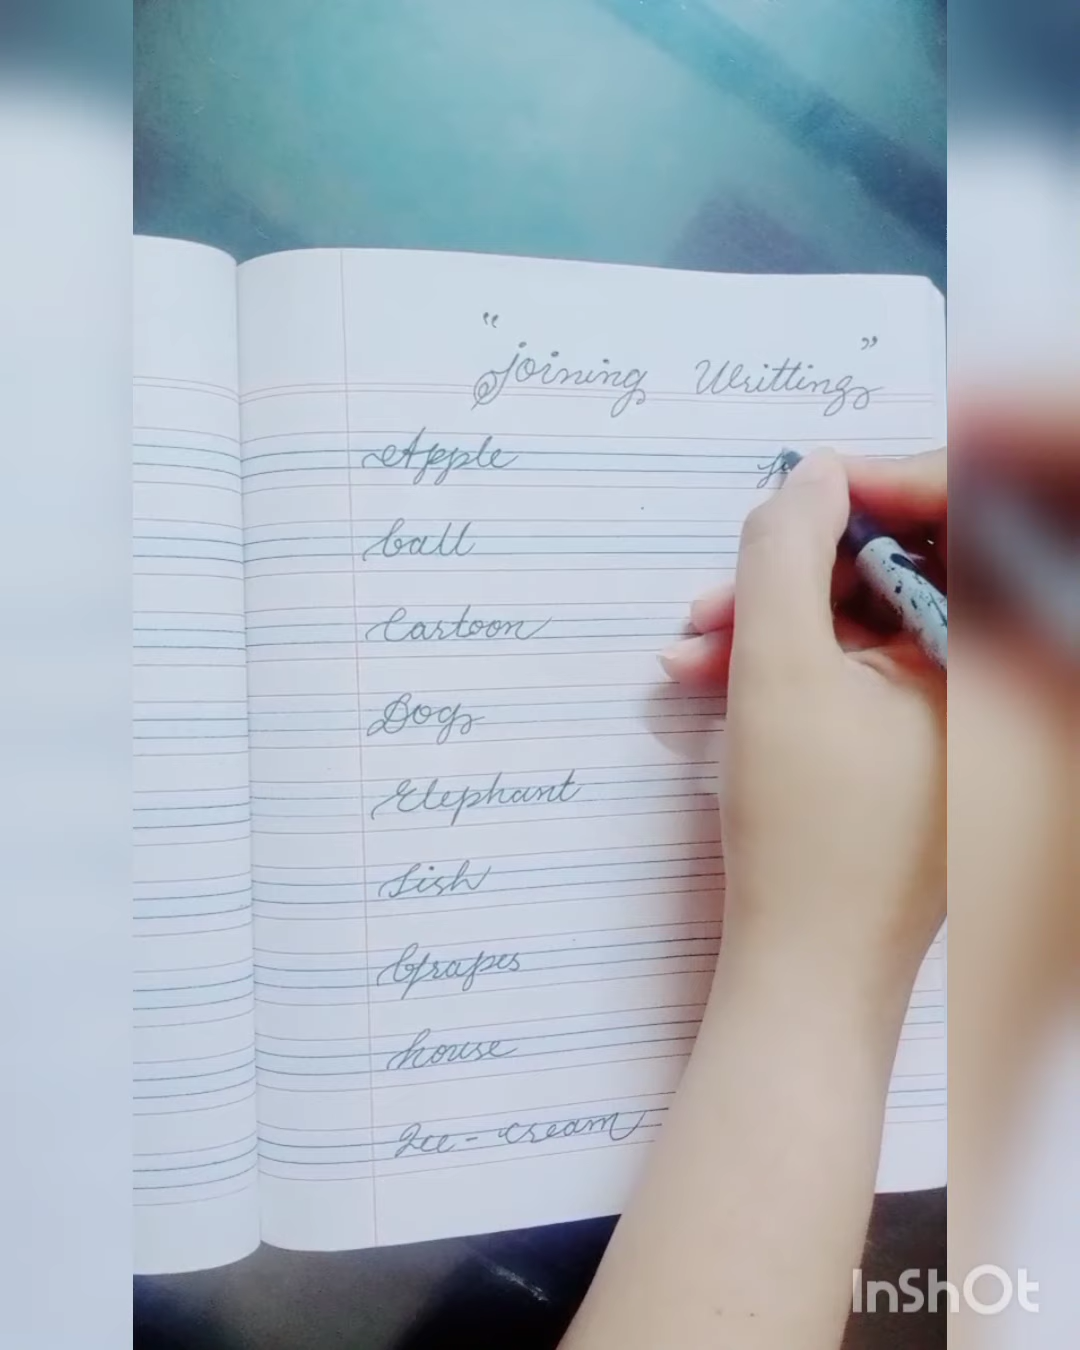 "Joining Writting"
Apple
ball
Cartoon
Dog
Elephant
fish
Grapes
house
Ice-cream
InShOt